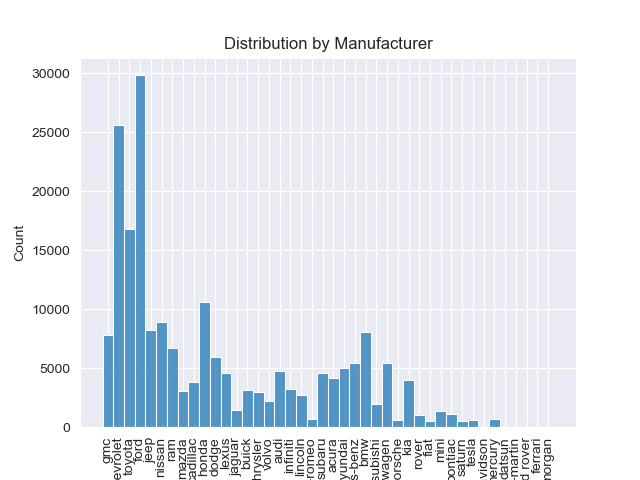 Distribution by Manufacturer
30000
25000
20000
15000
10000
5000
0
Count
gmc
evrolet
toyota
ford
jeep
nissan
ram
mazda
cadillac
honda
dodge
lexus
jaguar
buick
hrysler
volvo
audi
infiniti
lincoln
romeo
subaru
acura
yundai
s-benz
bmw
subishi
wagen
orsche
kia
rover
fiat
mini
pontiac
saturn
tesla
vidson
ercury
datsun
-martin
d rover
ferrari
morgan